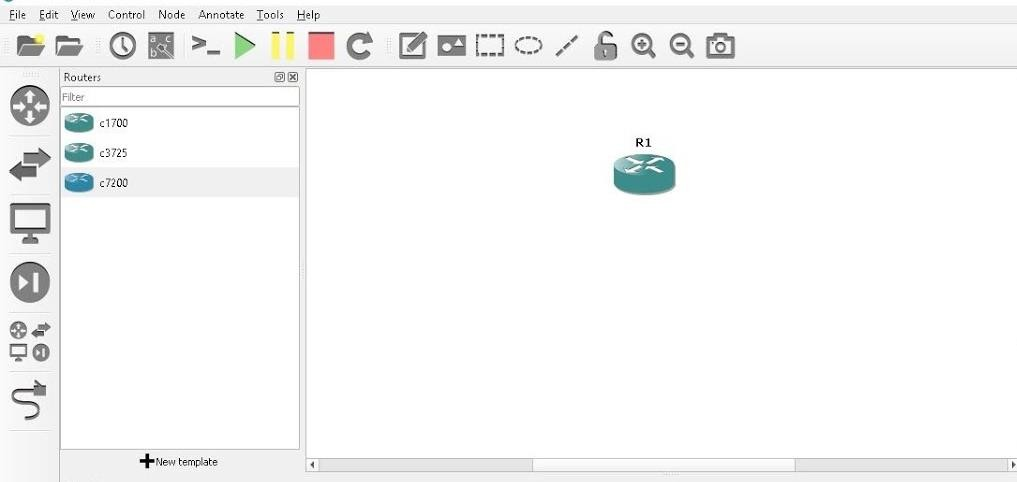 File Edit View Control Node Annotate Tools Help
a c
b
Routers
Filter
c1700
c3725
c7200
New template
R1